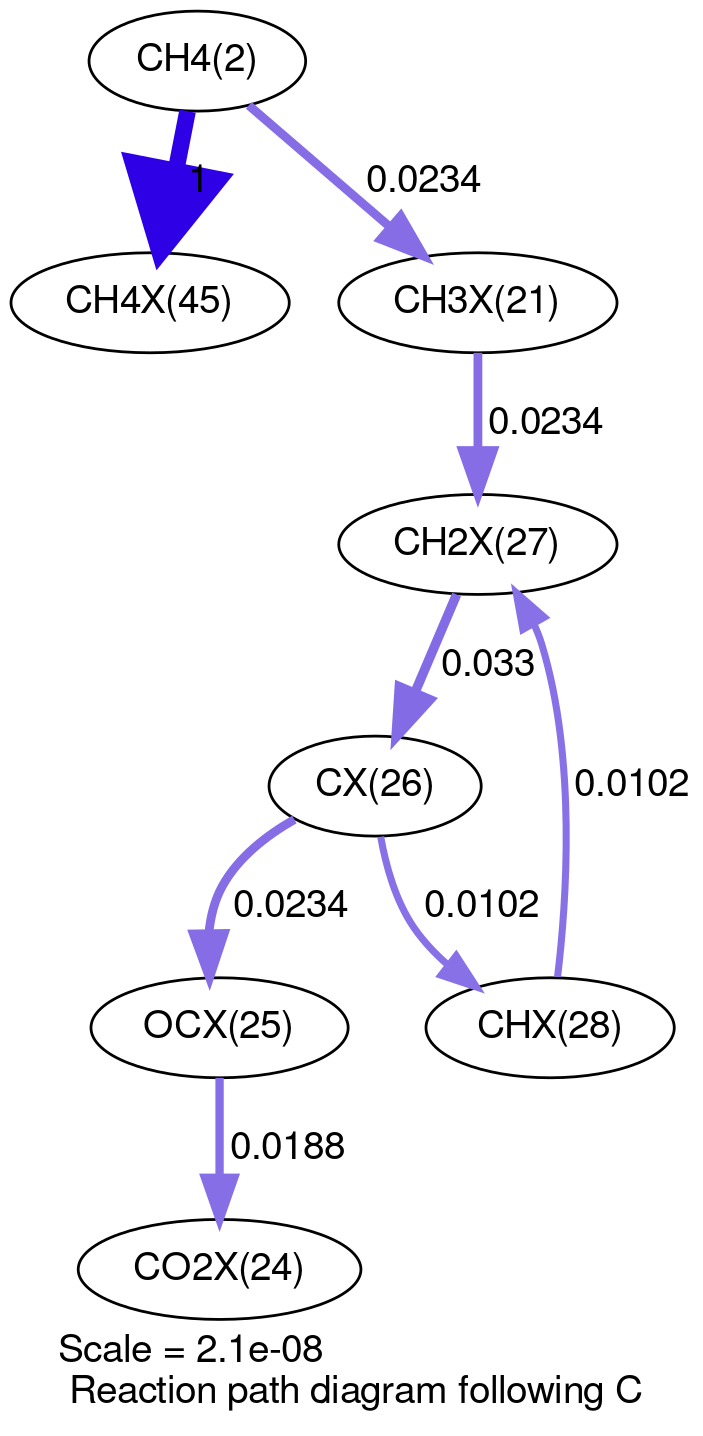 CH4(2)
1
0.0234
CH4X(45)
CH3X(21)
0.0234
CH2X(27)
0.033
CX(26)
0.0102
0.0234
0.0102
OCX(25)
CHX(28)
0.0188
CO2X(24)
Scale = 2.1e-08
Reaction path diagram following C